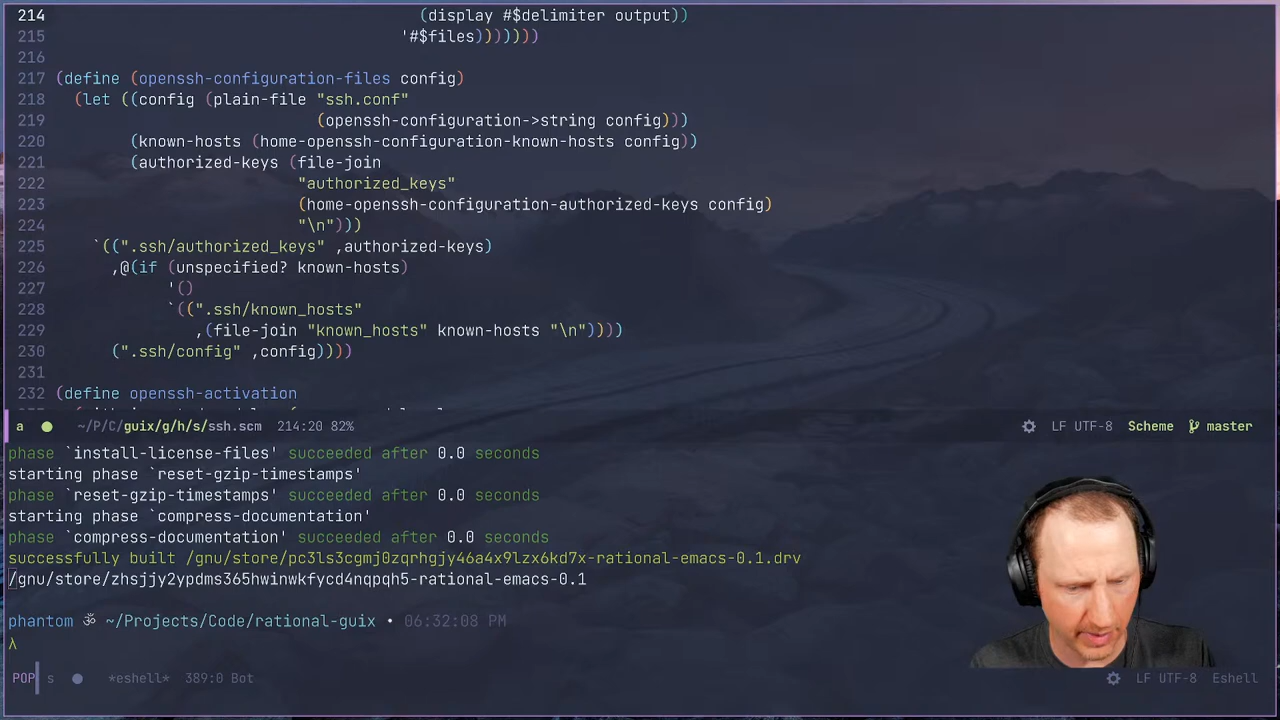 214                                        (display #$delimiter output))
215                                      '#$files)))))))
216
217 (define (openssh-configuration-files config)
218   (let ((config (plain-file "ssh.conf"
219                             (openssh-configuration->string config)))
220         (known-hosts (home-openssh-configuration-known-hosts config))
221         (authorized-keys (file-join
222                           "authorized_keys"
223                           (home-openssh-configuration-authorized-keys config)
224                           "\n")))
225     `((".ssh/authorized_keys" ,authorized-keys)
226       ,@(if (unspecified? known-hosts)
227             '()
228             `((".ssh/known_hosts"
229                ,(file-join "known_hosts" known-hosts "\n"))))
230       (".ssh/config" ,config))))
231
232 (define openssh-activation
a ~/P/C/guix/g/h/s/ssh.scm 214:20 82% LF UTF-8 Scheme master
phase `install-license-files' succeeded after 0.0 seconds
starting phase `reset-gzip-timestamps'
phase `reset-gzip-timestamps' succeeded after 0.0 seconds
starting phase `compress-documentation'
phase `compress-documentation' succeeded after 0.0 seconds
successfully built /gnu/store/pc3ls3cgmj0zqrhgjy46a4x9lzx6kd7x-rational-emacs-0.1.drv
/gnu/store/zhsjjy2ypdms365hwinwkfycd4nqpqh5-rational-emacs-0.1
phantom ॐ ~/Projects/Code/rational-guix • 06:32:08 PM
λ
POP s *eshell* 389:0 Bot LF UTF-8 Eshell